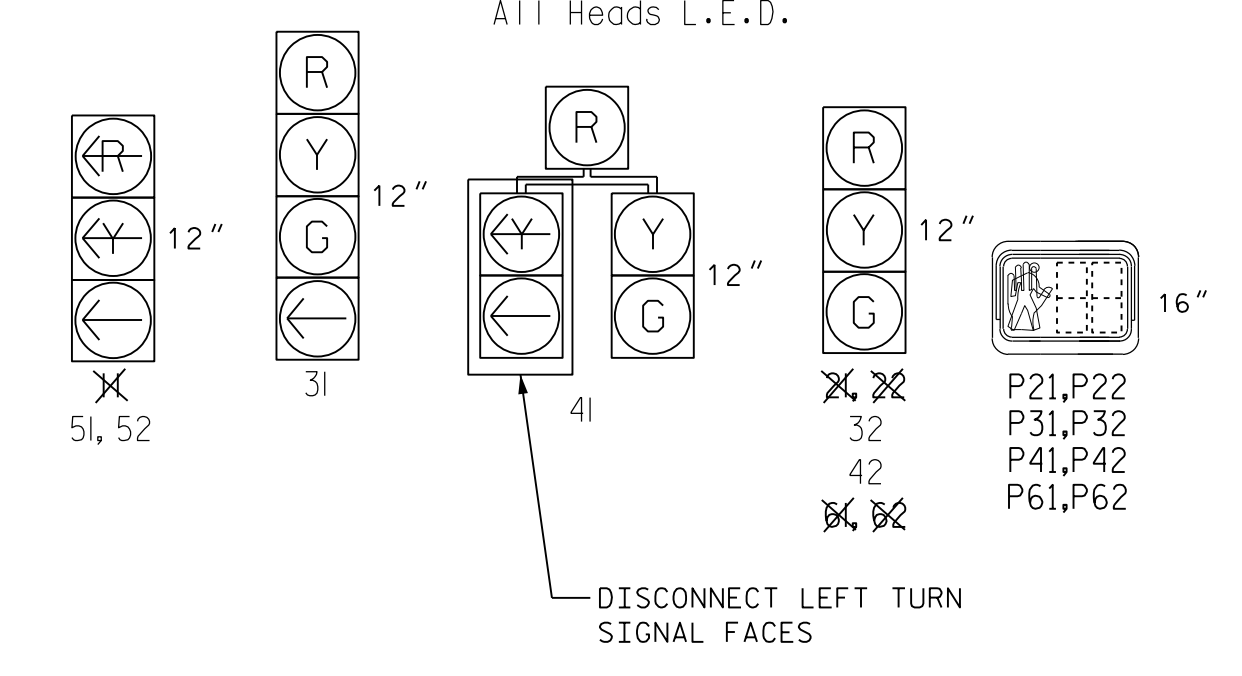 All Heads L.E.D.
R
Y
12"
11
51, 52
R
Y
G
12"
31
R
Y
Y
G
12"
41
R
Y
G
12"
21, 22
32
42
61, 62
16"
P21,P22
P31,P32
P41,P42
P61,P62
DISCONNECT LEFT TURN
SIGNAL FACES